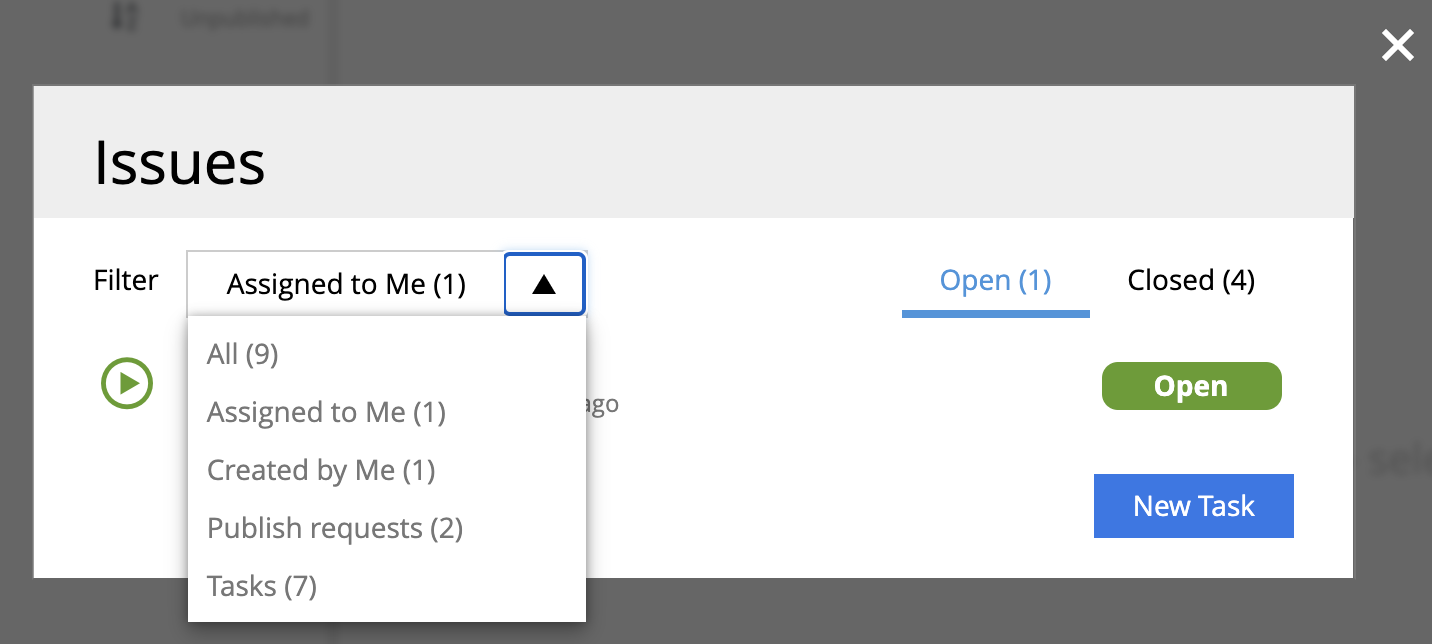 Unpublished
Issues
Filter
Assigned to Me (1)
Open (1)
Closed (4)
All (9)
Assigned to Me (1)
Created by Me (1)
Publish requests (2)
Tasks (7)
ago
Open
New Task